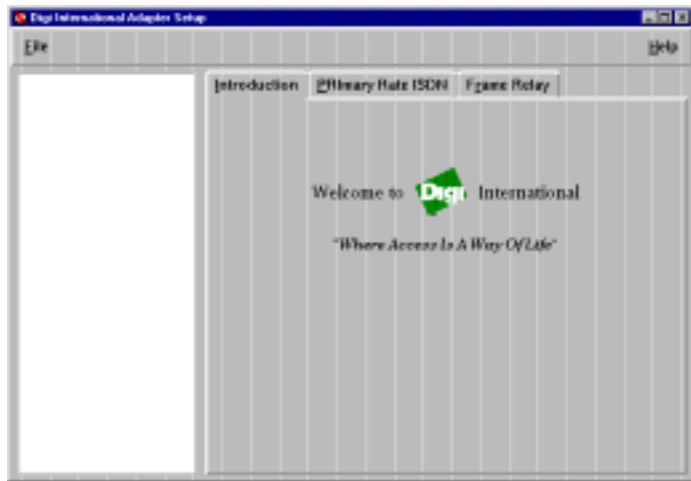 Digi International Adapter Setup
File Help
Introduction PRImary Rate ISDN Frame Relay
Welcome to Digi International
"Where Access Is A Way Of Life"